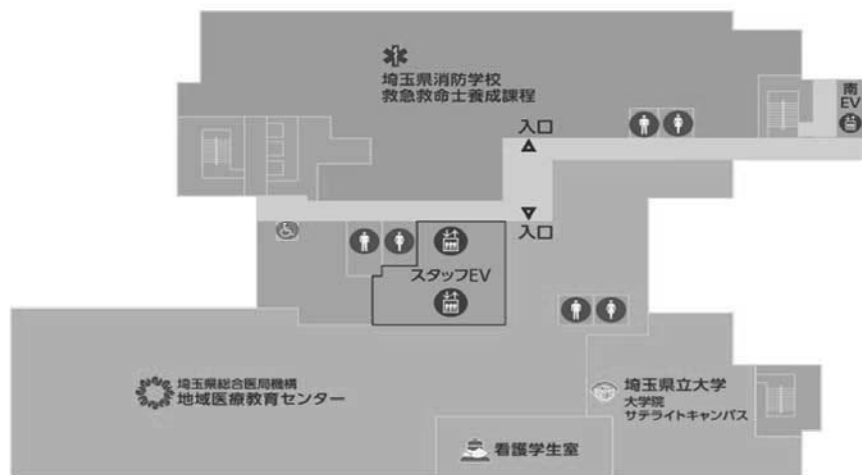 埼玉県消防学校
救急救命士養成課程
南
EV
入口
入口
スタッフEV
埼玉県総合医局機構
地域医療教育センター
埼玉県立大学
大学院
サテライトキャンパス
看護学生室